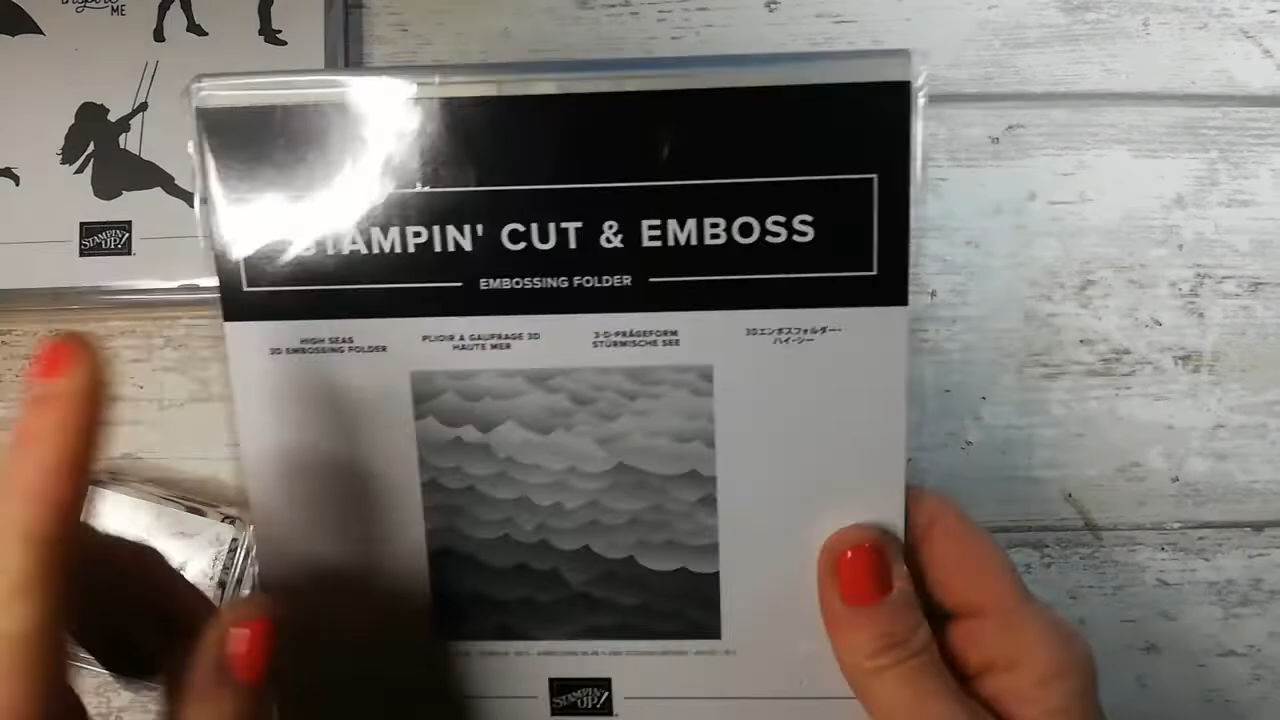 inspire
ME
STAMPIN'
UP!
STAMPIN' CUT & EMBOSS
EMBOSSING FOLDER
HIGH SEAS
3D EMBOSSING FOLDER
PLIOIR À GAUFRAGE 3D
HAUTE MER
3-D-PRÄGEFORM
STÜRMISCHE SEE
3Dエンボスフォルダー・
ハイ・シー
STAMPIN'
UP!